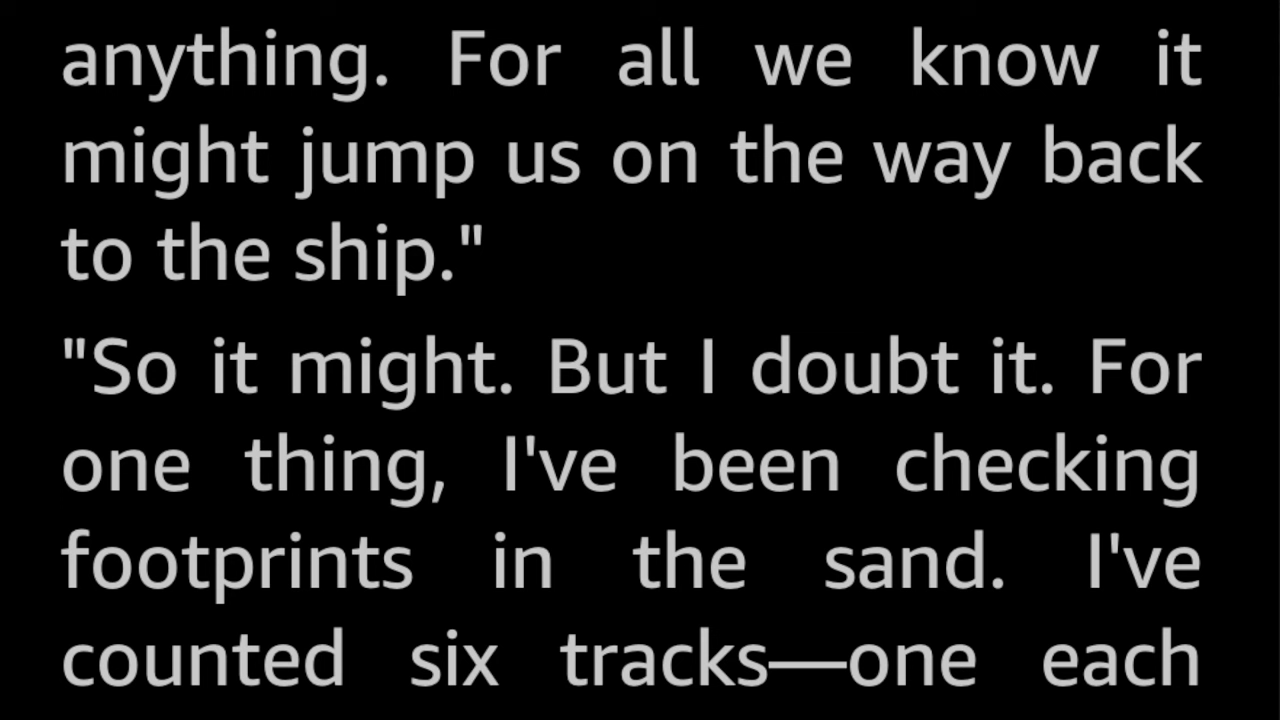 anything. For all we know it
might jump us on the way back
to the ship."
"So it might. But I doubt it. For
one thing, I've been checking
footprints in the sand. I've
counted six tracks—one each